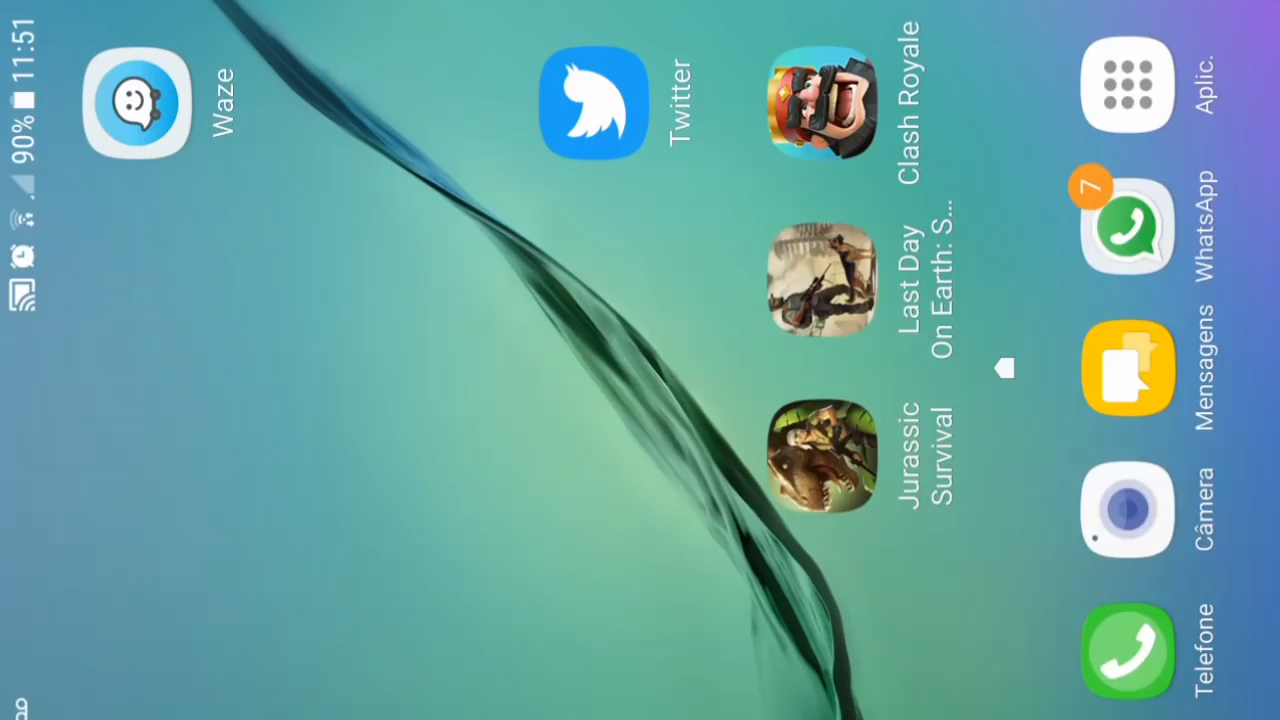 90% 11:51
Waze
Twitter
Jurassic
Survival
Last Day
On Earth: S...
Clash Royale
Telefone
Câmera
Mensagens
7
WhatsApp
Aplic.